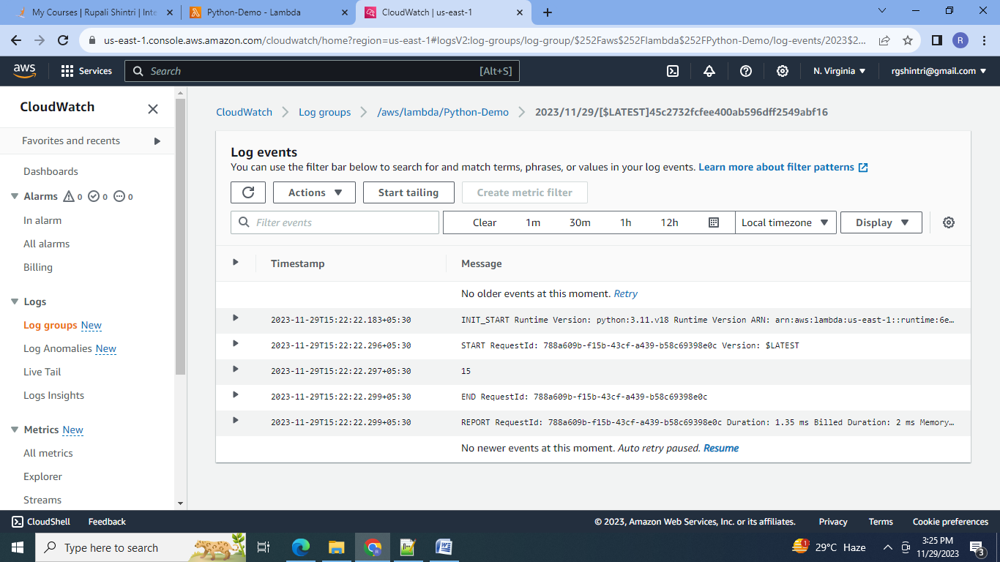 My Courses | Rupali Shintri | Inte
Python-Demo - Lambda
CloudWatch | us-east-1
us-east-1.console.aws.amazon.com/cloudwatch/home?region=us-east-1#logsV2:log-groups/log-group/$252Faws$252Flambda$252FPython-Demo/log-events/2023$2...
R
aws
Services
Search
[Alt+S]
N. Virginia
rgshintri@gmail.com
CloudWatch
Favorites and recents
Dashboards
Alarms 0 0 0
In alarm
All alarms
Billing
Logs
Log groups New
Log Anomalies New
Live Tail
Logs Insights
Metrics New
All metrics
Explorer
Streams
CloudWatch
Log groups
/aws/lambda/Python-Demo
2023/11/29/[$LATEST]45c2732fcfee400ab596dff2549abf16
Log events
You can use the filter bar below to search for and match terms, phrases, or values in your log events. Learn more about filter patterns
Actions
Start tailing
Create metric filter
Filter events
Clear 1m 30m 1h 12h
Local timezone
Display
Timestamp Message
No older events at this moment. Retry
2023-11-29T15:22:22.183+05:30 INIT_START Runtime Version: python:3.11.v18 Runtime Version ARN: arn:aws:lambda:us-east-1::runtime:6e...
2023-11-29T15:22:22.296+05:30 START RequestId: 788a609b-f15b-43cf-a439-b58c69398e0c Version: $LATEST
2023-11-29T15:22:22.297+05:30 15
2023-11-29T15:22:22.299+05:30 END RequestId: 788a609b-f15b-43cf-a439-b58c69398e0c
2023-11-29T15:22:22.299+05:30 REPORT RequestId: 788a609b-f15b-43cf-a439-b58c69398e0c Duration: 1.35 ms Billed Duration: 2 ms Memory...
No newer events at this moment. Auto retry paused. Resume
CloudShell
Feedback
© 2023, Amazon Web Services, Inc. or its affiliates.
Privacy
Terms
Cookie preferences
Type here to search
1
29°C Haze
3:25 PM
11/29/2023
3